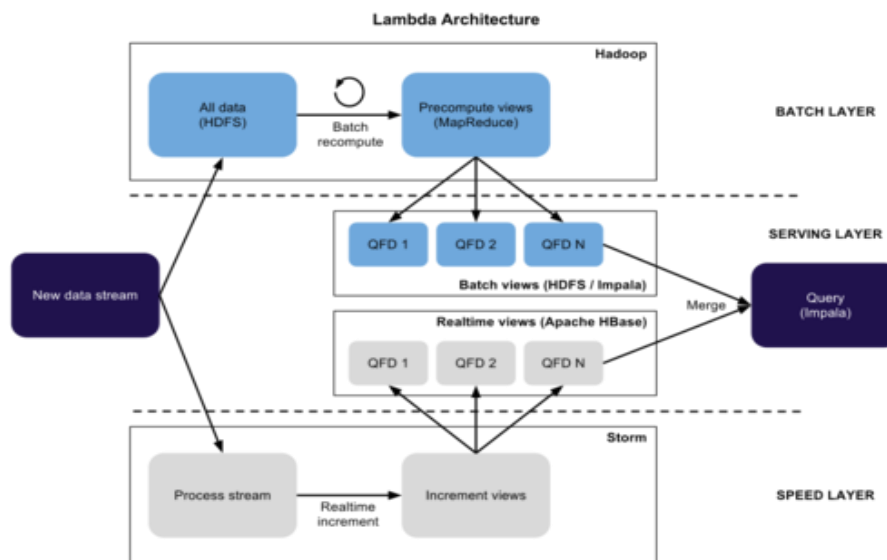 Lambda Architecture
Hadoop
All data
(HDFS)
Batch
recompute
Precompute views
(MapReduce)
BATCH LAYER
QFD 1
QFD 2
QFD N
Batch views (HDFS / Impala)
SERVING LAYER
New data stream
Merge
Query
(Impala)
Realtime views (Apache HBase)
QFD 1
QFD 2
QFD N
Storm
Process stream
Realtime
increment
Increment views
SPEED LAYER